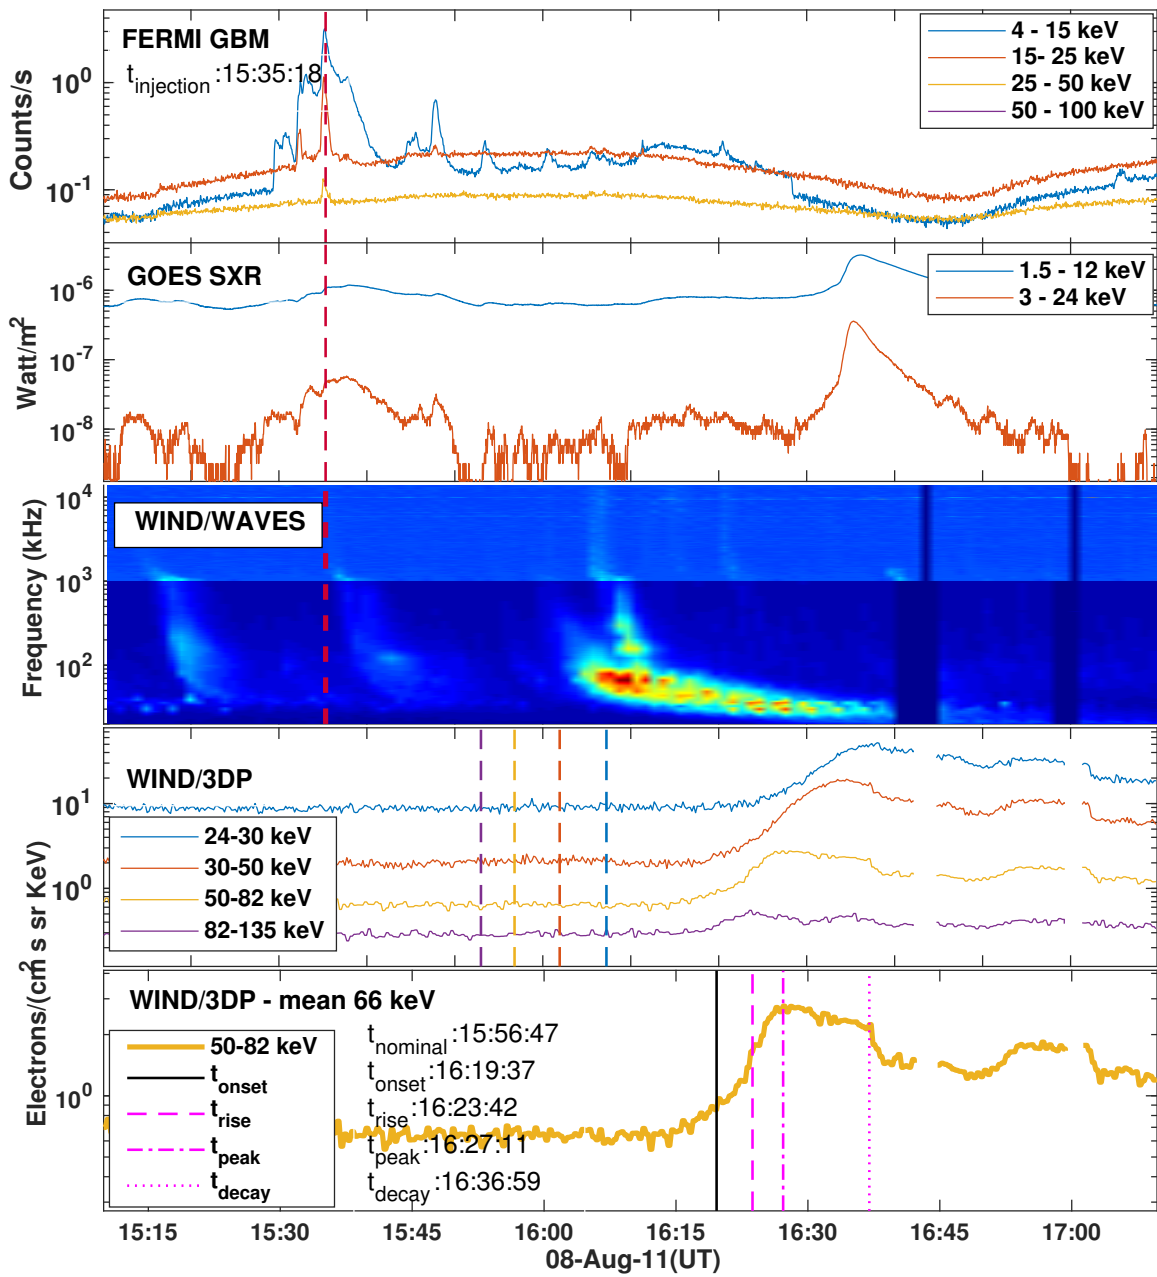 FERMI GBM
t_injection :15:35:18
4 - 15 keV
15- 25 keV
25 - 50 keV
50 - 100 keV
Counts/s
10^0
10^-1
GOES SXR
1.5 - 12 keV
3 - 24 keV
Watt/m^2
10^-6
10^-7
10^-8
WIND/WAVES
Frequency (kHz)
10^4
10^3
10^2
WIND/3DP
24-30 keV
30-50 keV
50-82 keV
82-135 keV
10^1
10^0
Electrons/(cm^2 s sr KeV)
WIND/3DP - mean 66 keV
50-82 keV
t_onset
t_rise
t_peak
t_decay
t_nominal :15:56:47
t_onset :16:19:37
t_rise :16:23:42
t_peak :16:27:11
t_decay :16:36:59
10^0
15:15 15:30 15:45 16:00 16:15 16:30 16:45 17:00
08-Aug-11(UT)